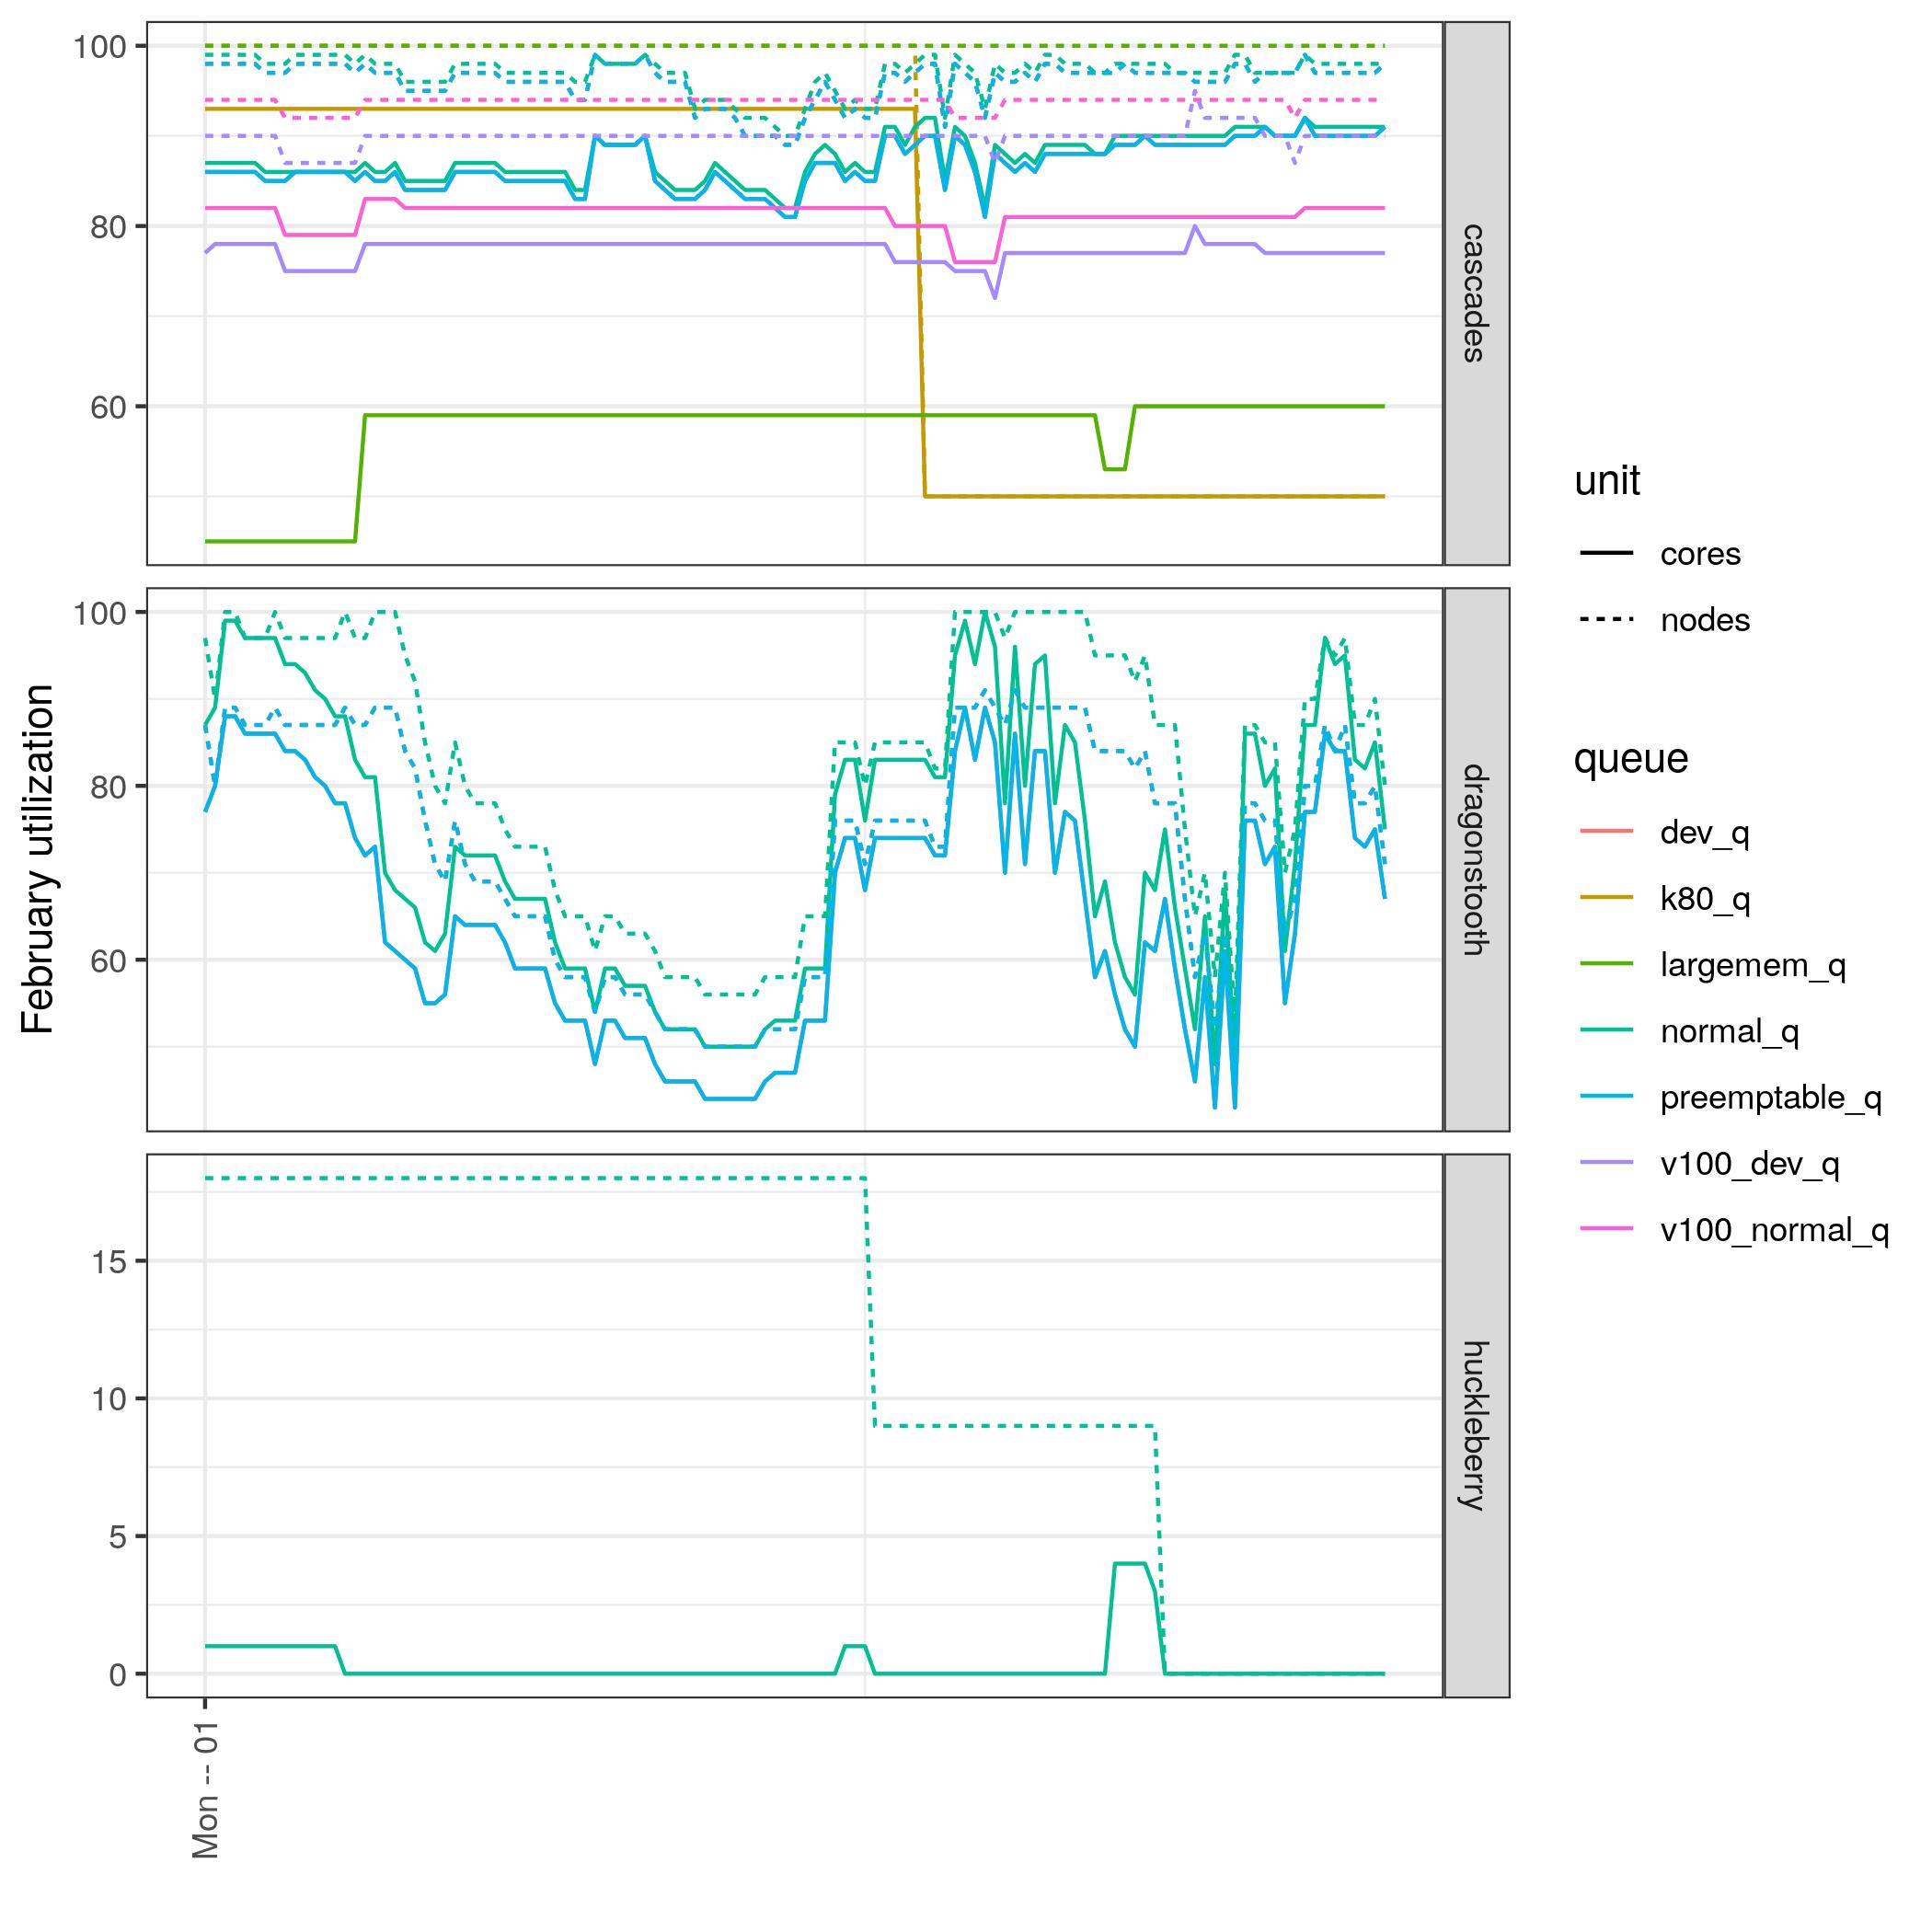 February utilization
100
80
60
cascades
100
80
60
dragonstooth
15
10
5
0
huckleberry
Mon -- 01
unit
cores
nodes
queue
dev_q
k80_q
largemem_q
normal_q
preemptable_q
v100_dev_q
v100_normal_q